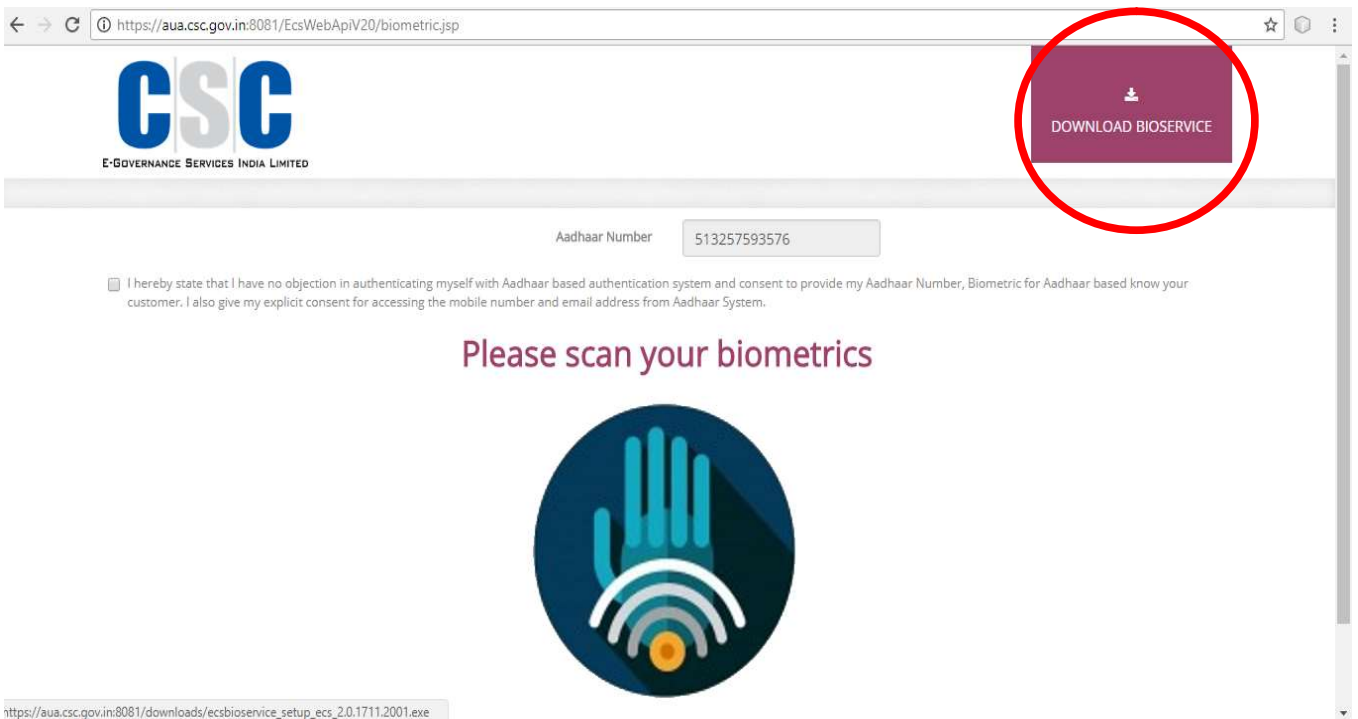 https://aua.csc.gov.in:8081/EcsWebApiV20/biometric.jsp
CSC
E-GOVERNANCE SERVICES INDIA LIMITED
DOWNLOAD BIOSERVICE
Aadhaar Number 513257593576
I hereby state that I have no objection in authenticating myself with Aadhaar based authentication system and consent to provide my Aadhaar Number, Biometric for Aadhaar based know your
customer. I also give my explicit consent for accessing the mobile number and email address from Aadhaar System.
Please scan your biometrics
https://aua.csc.gov.in:8081/downloads/ecsbioservice_setup_ecs_2.0.1711.2001.exe